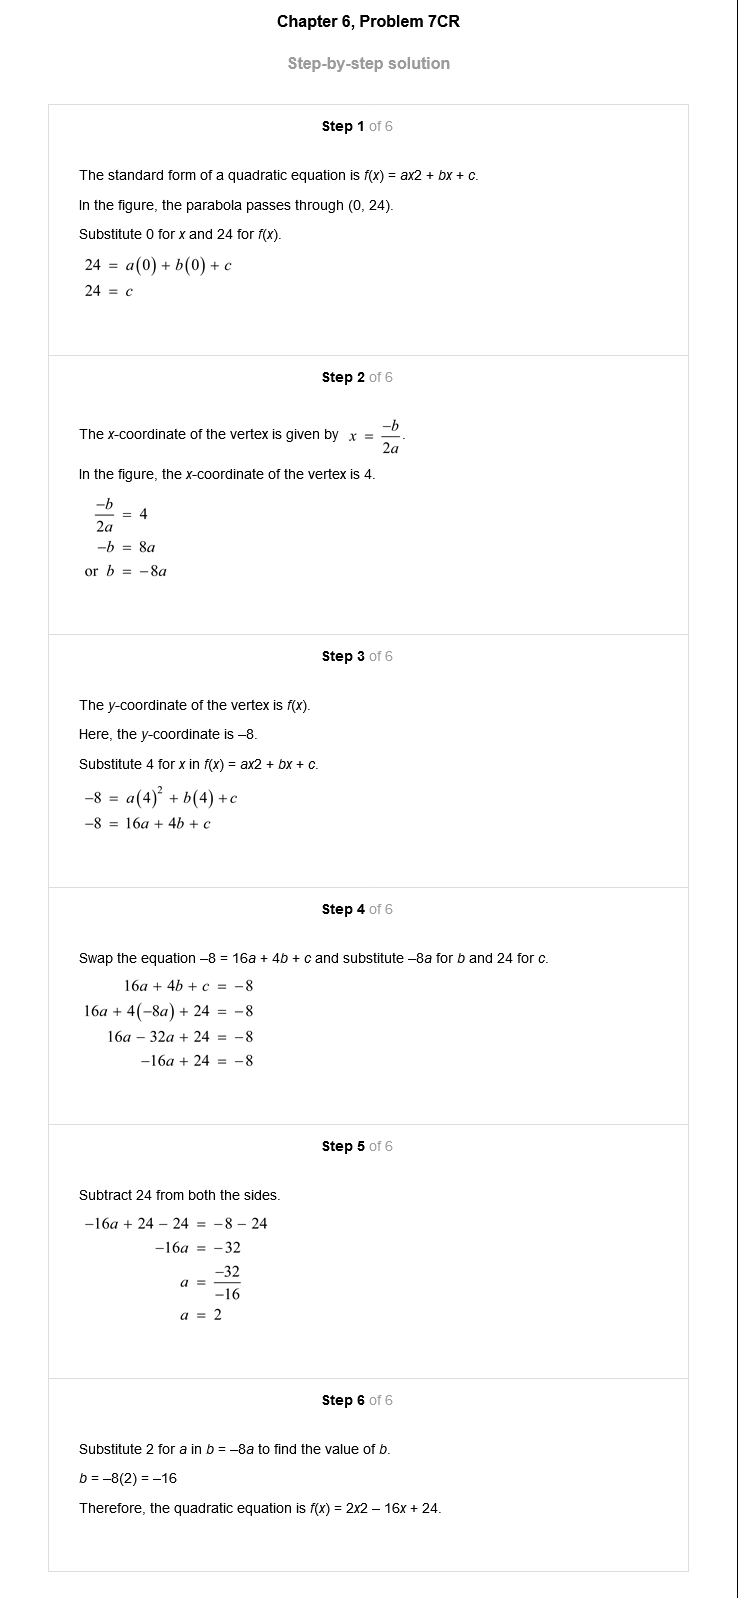 Chapter 6, Problem 7CR
Step-by-step solution
Step 1 of 6
The standard form of a quadratic equation is f(x) = ax2 + bx + c.
In the figure, the parabola passes through (0, 24).
Substitute 0 for x and 24 for f(x).
24 = a(0) + b(0) + c
24 = c
Step 2 of 6
The x-coordinate of the vertex is given by x = −b/2a.
In the figure, the x-coordinate of the vertex is 4.
−b/2a = 4
−b = 8a
or b = −8a
Step 3 of 6
The y-coordinate of the vertex is f(x).
Here, the y-coordinate is –8.
Substitute 4 for x in f(x) = ax2 + bx + c.
−8 = a(4)² + b(4) + c
−8 = 16a + 4b + c
Step 4 of 6
Swap the equation –8 = 16a + 4b + c and substitute –8a for b and 24 for c.
16a + 4b + c = −8
16a + 4(−8a) + 24 = −8
16a − 32a + 24 = −8
−16a + 24 = −8
Step 5 of 6
Subtract 24 from both the sides.
−16a + 24 − 24 = −8 − 24
−16a = −32
a = −32/−16
a = 2
Step 6 of 6
Substitute 2 for a in b = –8a to find the value of b.
b = –8(2) = –16
Therefore, the quadratic equation is f(x) = 2x2 – 16x + 24.